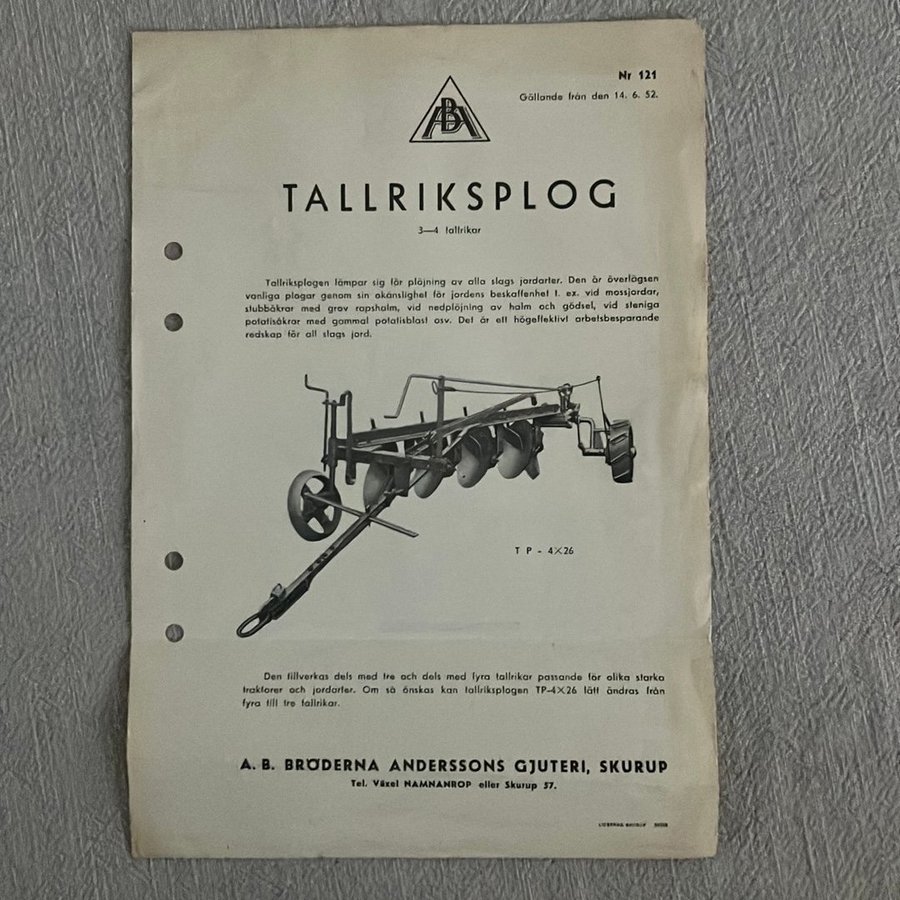 Nr 121
Gällande från den 14. 6. 52.
ABA
TALLRIKSPLOG
3—4 tallrikar
Tallriksplogen lämpar sig för plöjning av alla slags jordarter. Den är överlägsen
vanliga plogar genom sin okänslighet för jordens beskaffenhet t. ex. vid mossjordar,
stubbåkrar med grov rapshalm, vid nedplöjning av halm och gödsel, vid steniga
potatisåkrar med gammal potatisblast osv. Det är ett högeffektivt arbetsbesparande
redskap för all slags jord.
T P - 4×26
Den tillverkas dels med tre och dels med fyra tallrikar passande för olika starka
traktorer och jordarter. Om så önskas kan tallriksplogen TP-4×26 lätt ändras från
fyra till tre tallrikar.
A. B. BRÖDERNA ANDERSSONS GJUTERI, SKURUP
Tel. Växel NAMNANROP eller Skurup 57.